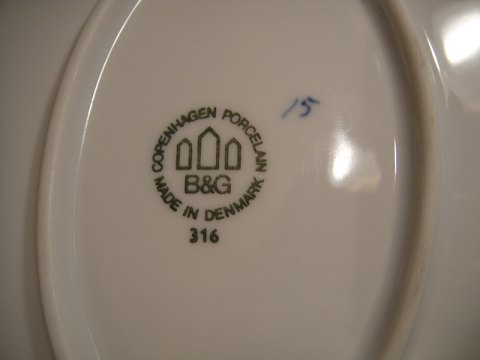 COPENHAGEN PORCELAIN
B&G
MADE IN DENMARK
316
15